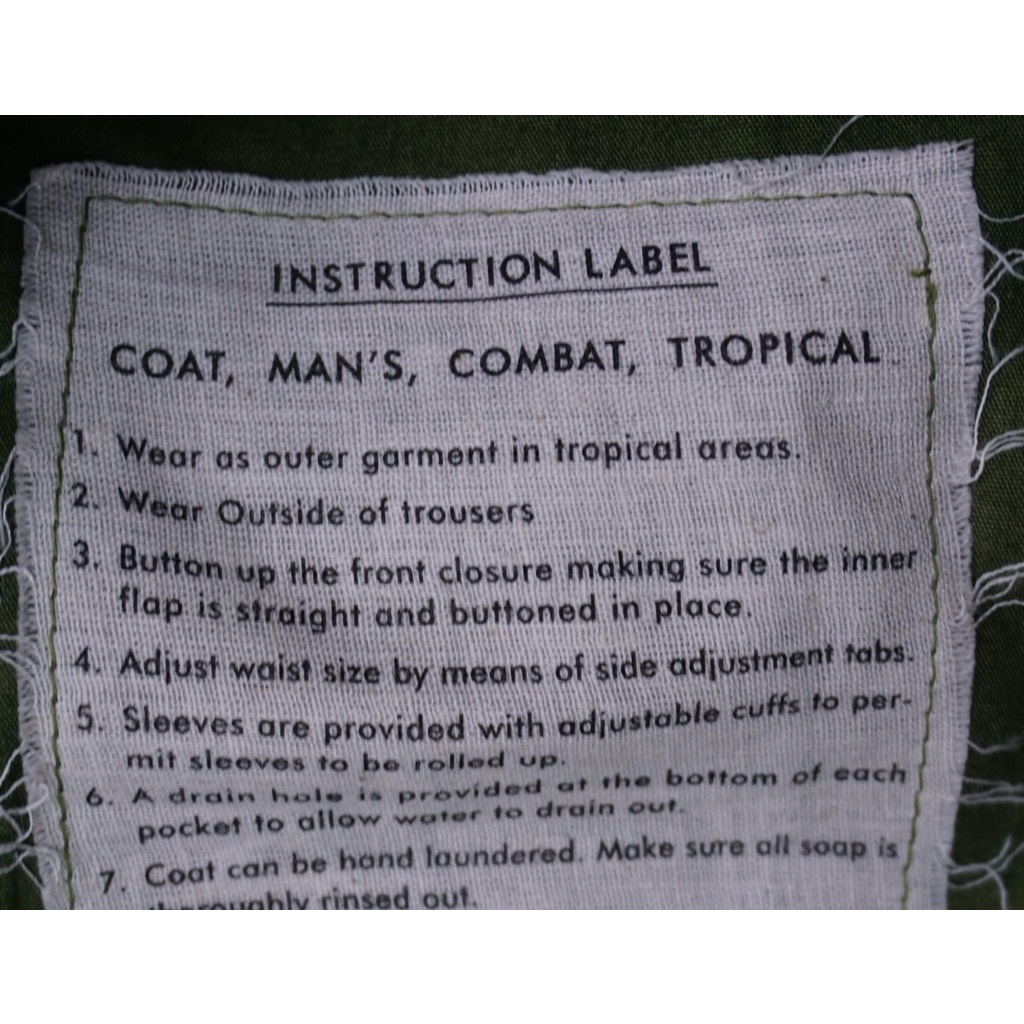 INSTRUCTION LABEL
COAT, MAN'S, COMBAT, TROPICAL
1. Wear as outer garment in tropical areas.
2. Wear Outside of trousers
3. Button up the front closure making sure the inner
flap is straight and buttoned in place.
4. Adjust waist size by means of side adjustment tabs.
5. Sleeves are provided with adjustable cuffs to per-
mit sleeves to be rolled up.
6. A drain hole is provided at the bottom of each
pocket to allow water to drain out.
7. Coat can be hand laundered. Make sure all soap is
thoroughly rinsed out.